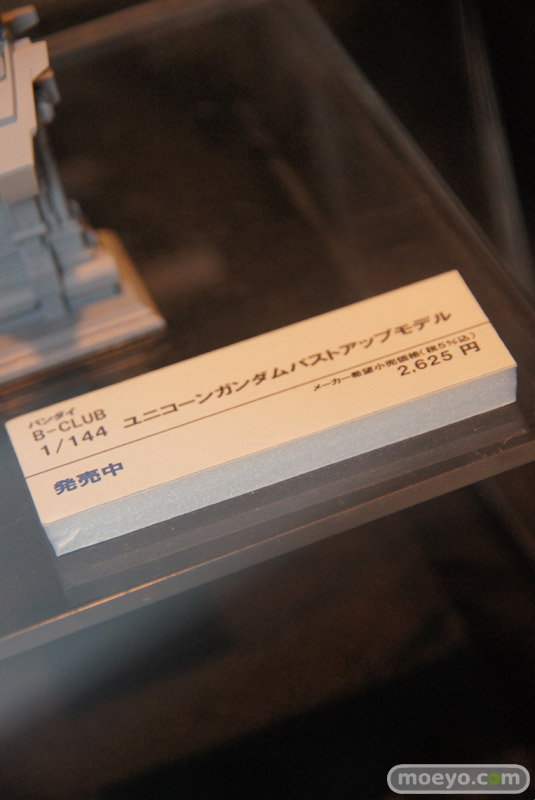 バンダイ
B-CLUB
1/144 ユニコーンガンダムバストアップモデル
メーカー希望小売価格(税5%込)
2,625 円
発売中
moeyo.com